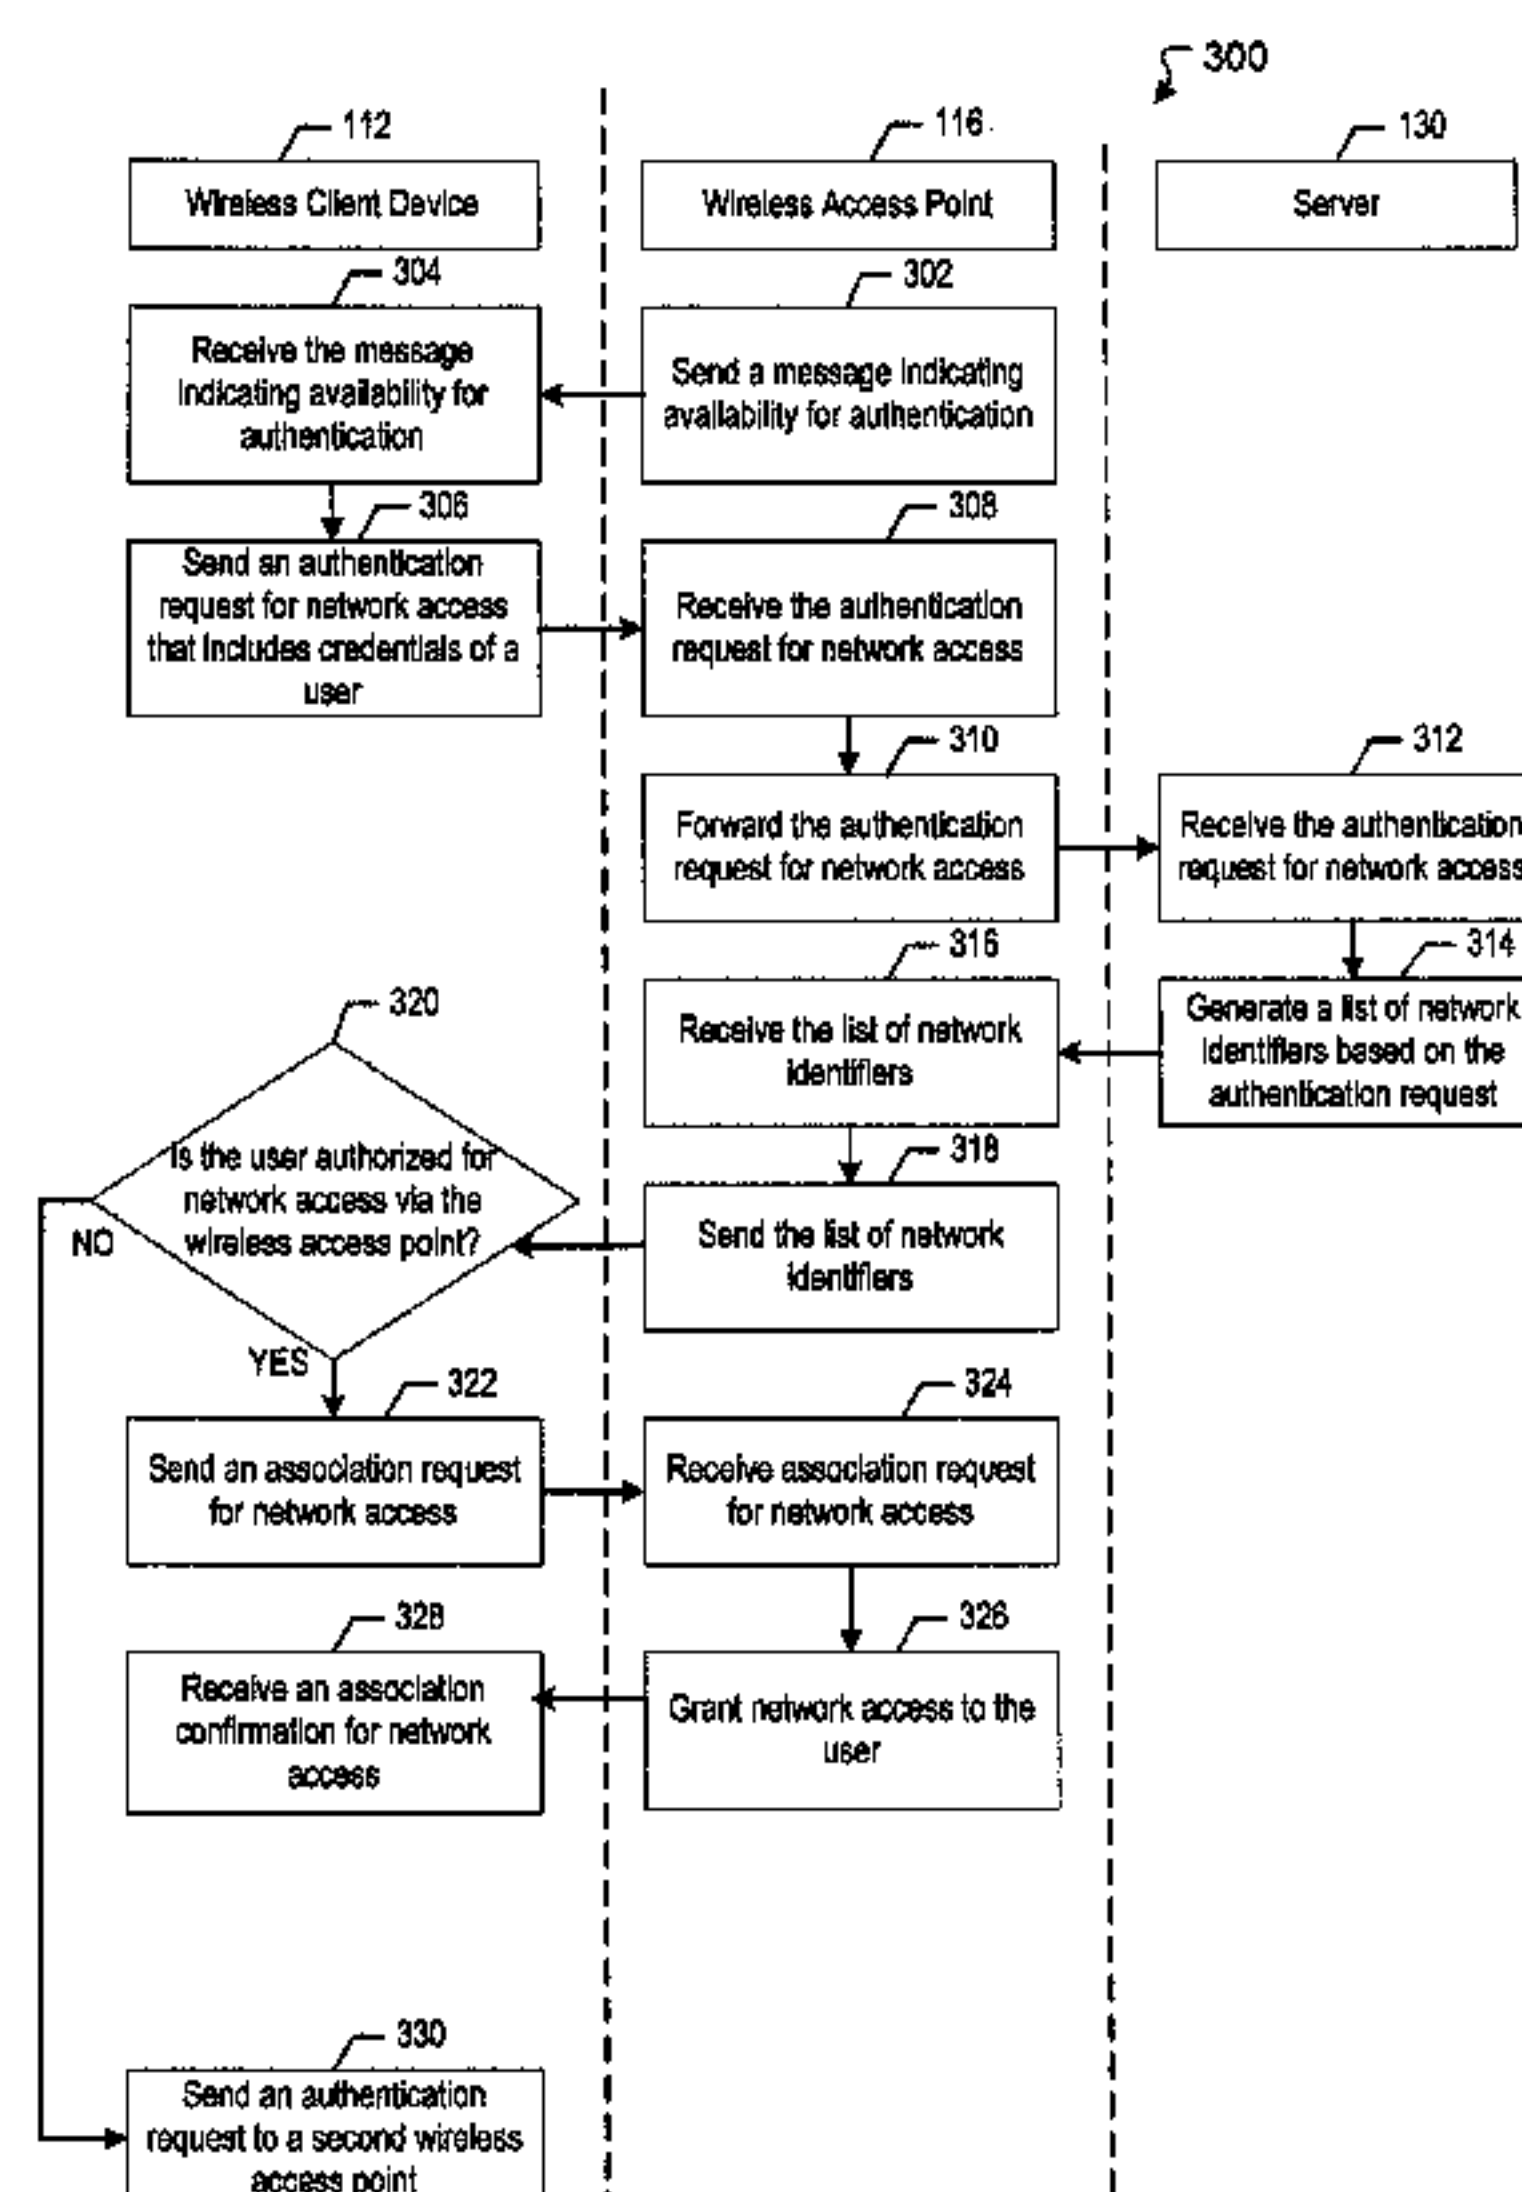 300
112
116
130
Wireless Client Device
Wireless Access Point
Server
304
302
Receive the message
indicating availability for
authentication
Send a message indicating
availability for authentication
306
308
Send an authentication
request for network access
that includes credentials of a
user
Receive the authentication
request for network access
310
312
Forward the authentication
request for network access
Receive the authentication
request for network access
316
314
Receive the list of network
identifiers
Generate a list of network
identifiers based on the
authentication request
320
Is the user authorized for
network access via the
wireless access point?
NO
YES
318
Send the list of network
identifiers
322
324
Send an association request
for network access
Receive association request
for network access
328
326
Receive an association
confirmation for network
access
Grant network access to the
user
330
Send an authentication
request to a second wireless
access point